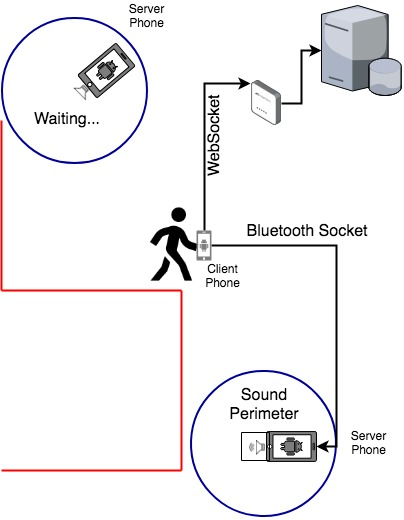 Server
Phone
Waiting...
WebSocket
Bluetooth Socket
Client
Phone
Sound
Perimeter
Server
Phone